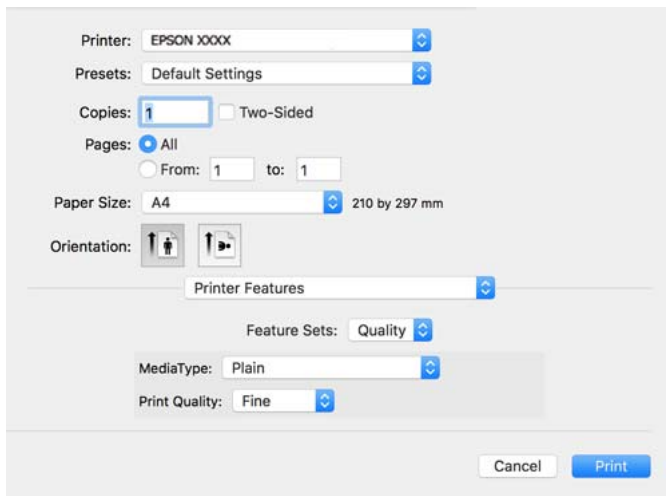 Printer: EPSON XXXX
Presets: Default Settings
Copies: 1 Two-Sided
Pages: All
From: 1 to: 1
Paper Size: A4 210 by 297 mm
Orientation:
Printer Features
Feature Sets: Quality
MediaType: Plain
Print Quality: Fine
Cancel Print